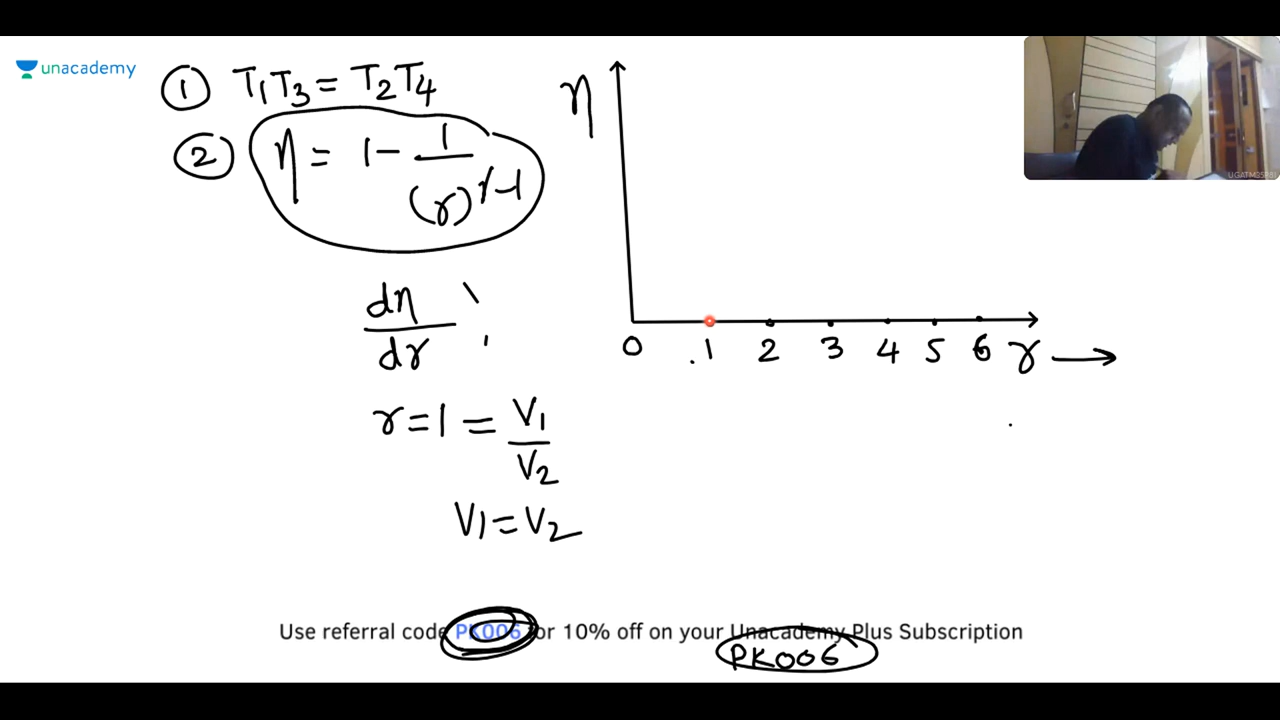 unacademy
① T₁T₃ = T₂T₄
② η = 1 - 1/(r)^(γ-1)
η
dη/dr
0 .1 2 3 4 5 6 r →
r = 1 = V₁/V₂
V₁ = V₂
Use referral code PK006 for 10% off on your Unacademy Plus Subscription
PK006